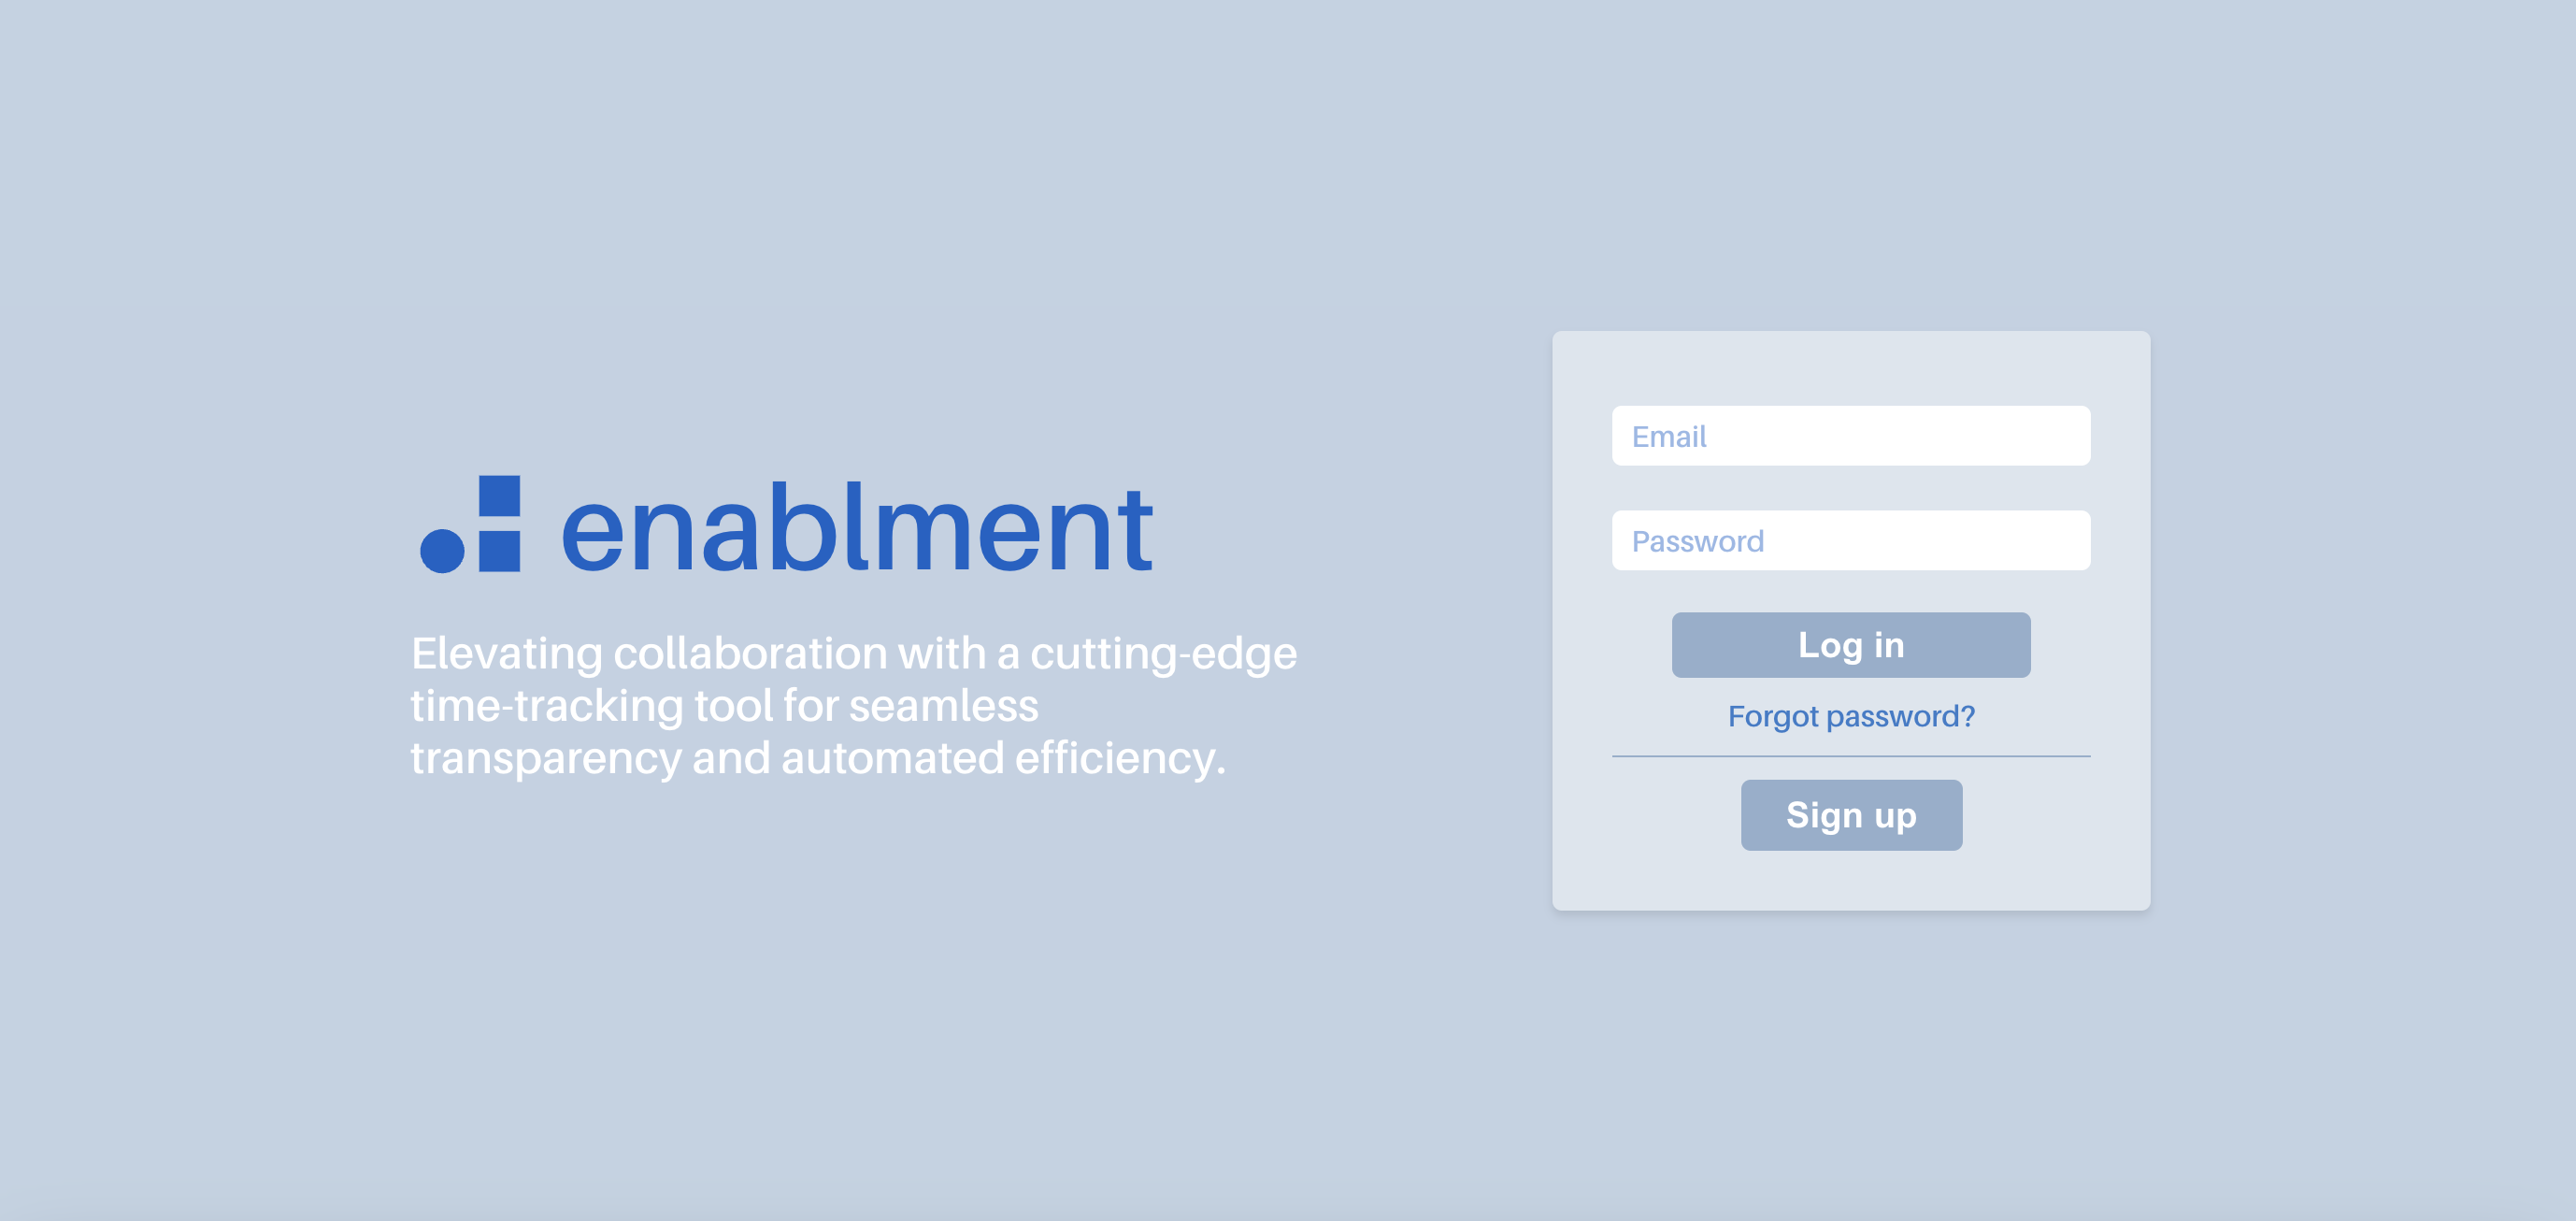 enablment
Elevating collaboration with a cutting-edge
time-tracking tool for seamless
transparency and automated efficiency.
Email
Password
Log in
Forgot password?
Sign up